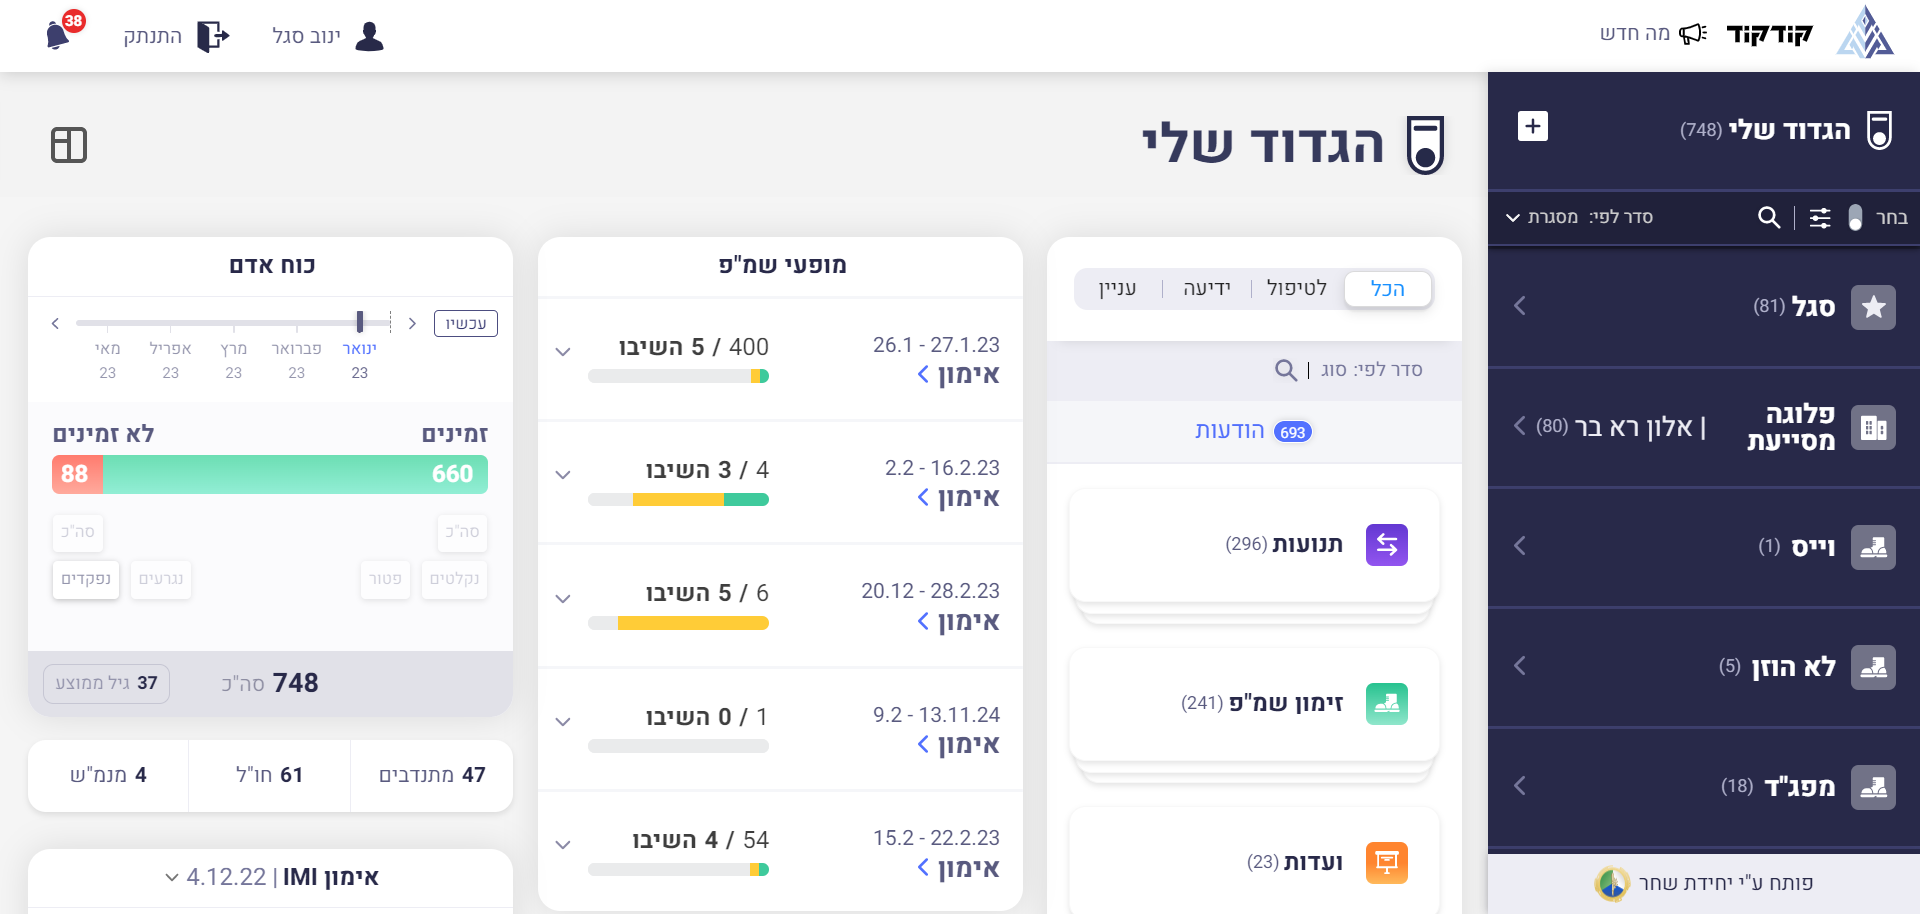 קודקוד
מה חדש
ינוב סגל
התנתק
38
הגדוד שלי (748)
בחר
סדר לפי: מסגרת
סגל (81)
פלוגה מסייעת | אלון רא בר (80)
וייס (1)
לא הוזן (5)
מפג"ד (18)
פותח ע"י יחידת שחר
הגדוד שלי
הכל
לטיפול
ידיעה
עניין
סדר לפי: סוג
693 הודעות
תנועות (296)
זימון שמ"פ (241)
ועדות (23)
מופעי שמ"פ
26.1 - 27.1.23
אימון
5 / 400 השיבו
2.2 - 16.2.23
אימון
3 / 4 השיבו
20.12 - 28.2.23
אימון
5 / 6 השיבו
9.2 - 13.11.24
אימון
0 / 1 השיבו
15.2 - 22.2.23
אימון
4 / 54 השיבו
כוח אדם
עכשיו
ינואר 23
פברואר 23
מרץ 23
אפריל 23
מאי 23
זמינים
לא זמינים
660
88
סה"כ
סה"כ
נקלטים
פטור
נגרעים
נפקדים
748 סה"כ
37 גיל ממוצע
47 מתנדבים
61 חו"ל
4 מנמ"ש
אימון IMI | 4.12.22